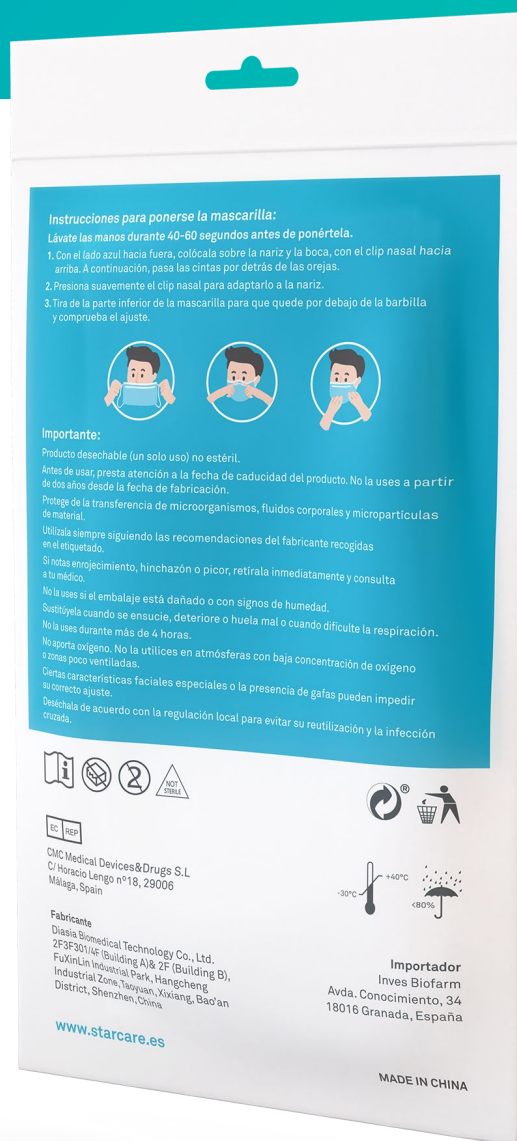 Instrucciones para ponerse la mascarilla:
Lávate las manos durante 40-60 segundos antes de ponértela.
1. Con el lado azul hacia fuera, colócala sobre la nariz y la boca, con el clip nasal hacia
arriba. A continuación, pasa las cintas por detrás de las orejas.
2. Presiona suavemente el clip nasal para adaptarlo a la nariz.
3. Tira de la parte inferior de la mascarilla para que quede por debajo de la barbilla
y comprueba el ajuste.
Importante:
Producto desechable (un solo uso) no estéril.
Antes de usar, presta atención a la fecha de caducidad del producto. No la uses a partir
de dos años desde la fecha de fabricación.
Protege de la transferencia de microorganismos, fluidos corporales y micropartículas
de material.
Utilízala siempre siguiendo las recomendaciones del fabricante recogidas
en el etiquetado.
Si notas enrojecimiento, hinchazón o picor, retírala inmediatamente y consulta
a tu médico.
No la uses si el embalaje está dañado o con signos de humedad.
Sustitúyela cuando se ensucie, deteriore o huela mal o cuando dificulte la respiración.
No la uses durante más de 4 horas.
No aporta oxígeno. No la utilices en atmósferas con baja concentración de oxígeno
o zonas poco ventiladas.
Ciertas características faciales especiales o la presencia de gafas pueden impedir
su correcto ajuste.
Deséchala de acuerdo con la regulación local para evitar su reutilización y la infección
cruzada.
i
2
NOT
STERILE
®
EC REP
CMC Medical Devices&Drugs S.L
C/ Horacio Lengo nº18, 29006
Málaga, Spain
+40°C
-30°C
<80%
Fabricante
Diasia Biomedical Technology Co., Ltd.
2F3F301/4F (Building A)& 2F (Building B),
FuXinLin Industrial Park, Hangcheng
Industrial Zone,Taoyuan,Xixiang, Bao'an
District, Shenzhen,China
Importador
Inves Biofarm
Avda. Conocimiento, 34
18016 Granada, España
www.starcare.es
MADE IN CHINA